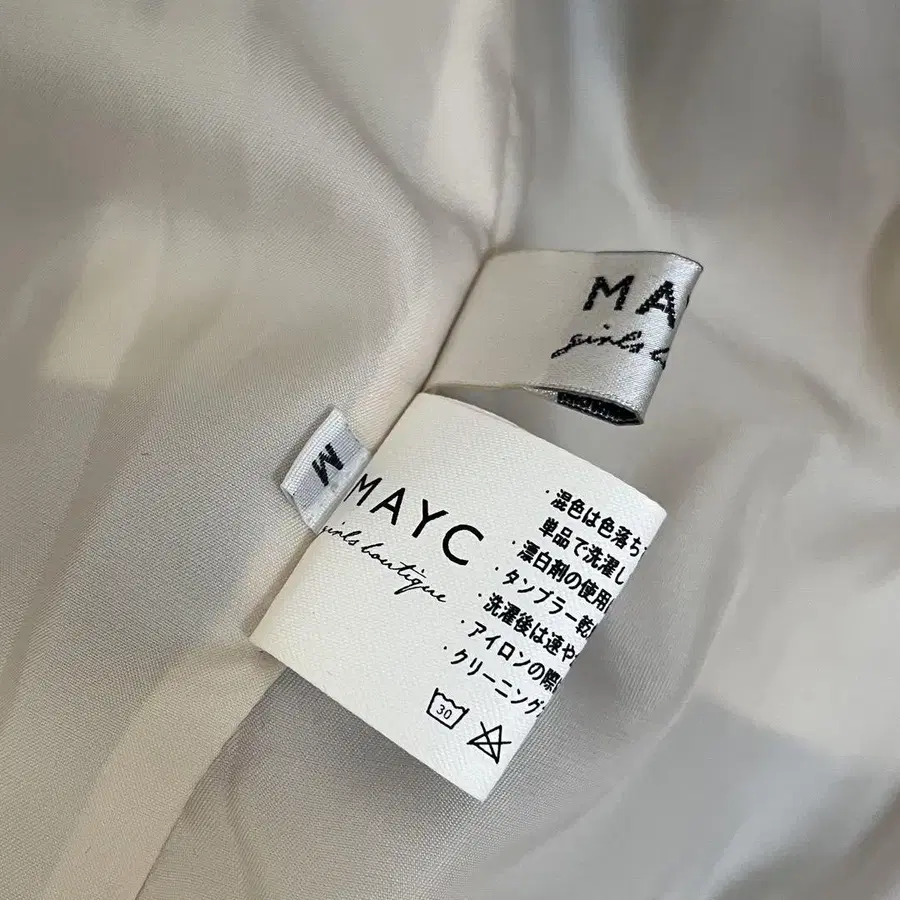 MA
girls
M
MAYC
girls boutique
・混色は色落ち
単品で洗濯し
・漂白剤の使用
・タンブラー乾
・洗濯後は速や
・アイロンの際
・クリーニング
30